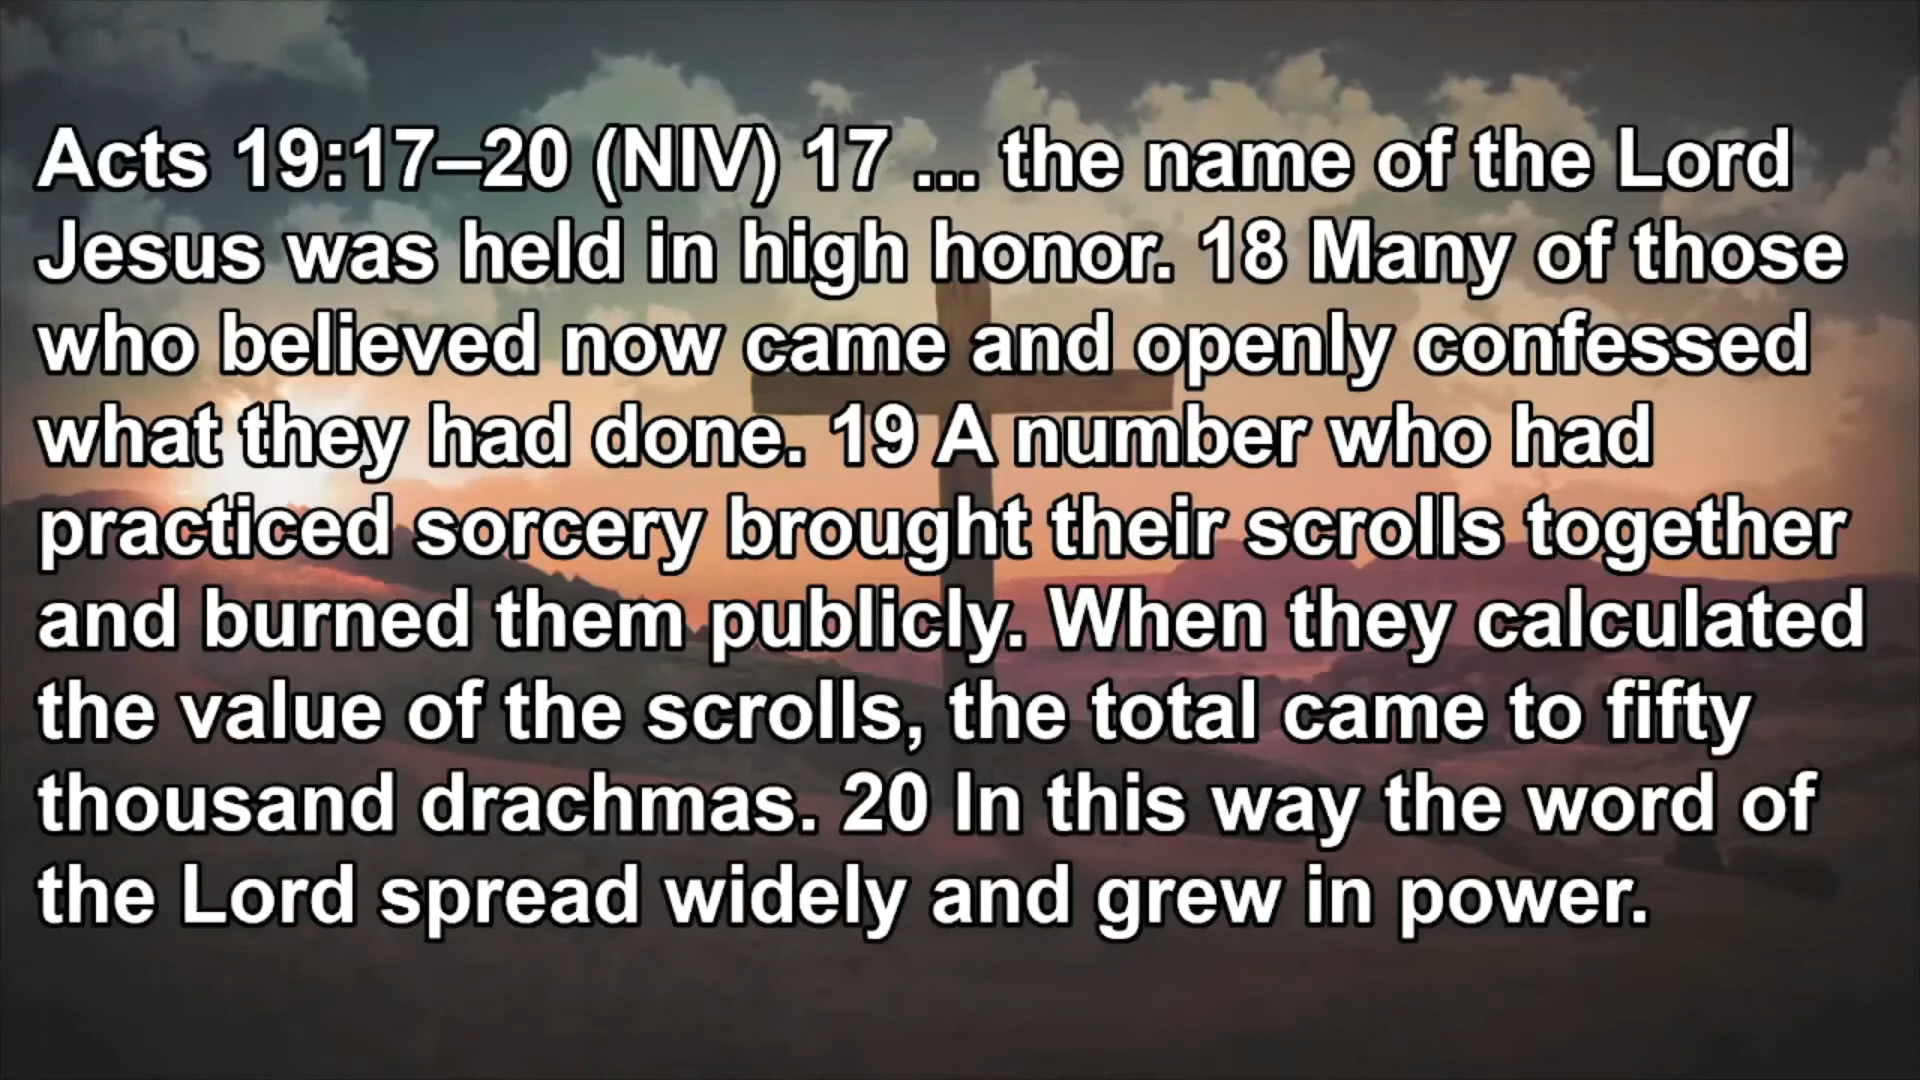 Acts 19:17–20 (NIV) 17 ... the name of the Lord
Jesus was held in high honor. 18 Many of those
who believed now came and openly confessed
what they had done. 19 A number who had
practiced sorcery brought their scrolls together
and burned them publicly. When they calculated
the value of the scrolls, the total came to fifty
thousand drachmas. 20 In this way the word of
the Lord spread widely and grew in power.